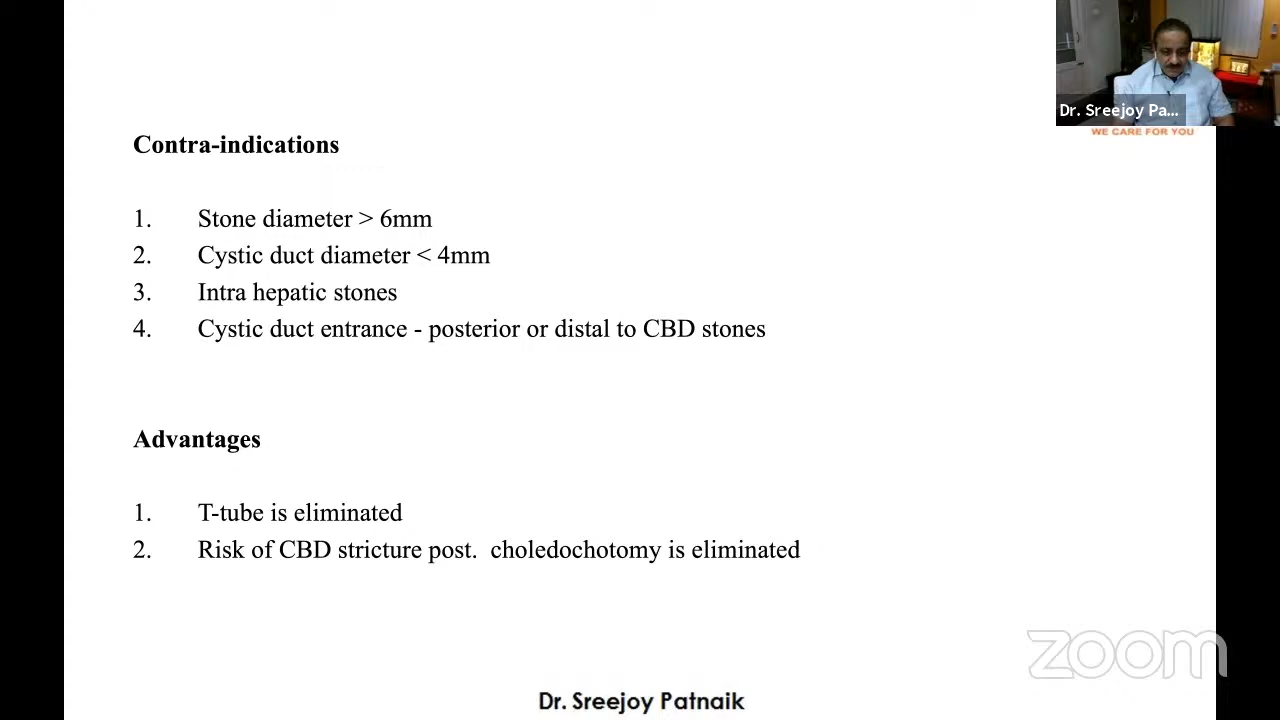 Dr. Sreejoy Pa...
WE CARE FOR YOU
Contra-indications
1. Stone diameter > 6mm
2. Cystic duct diameter < 4mm
3. Intra hepatic stones
4. Cystic duct entrance - posterior or distal to CBD stones
Advantages
1. T-tube is eliminated
2. Risk of CBD stricture post. choledochotomy is eliminated
zoom
Dr. Sreejoy Patnaik